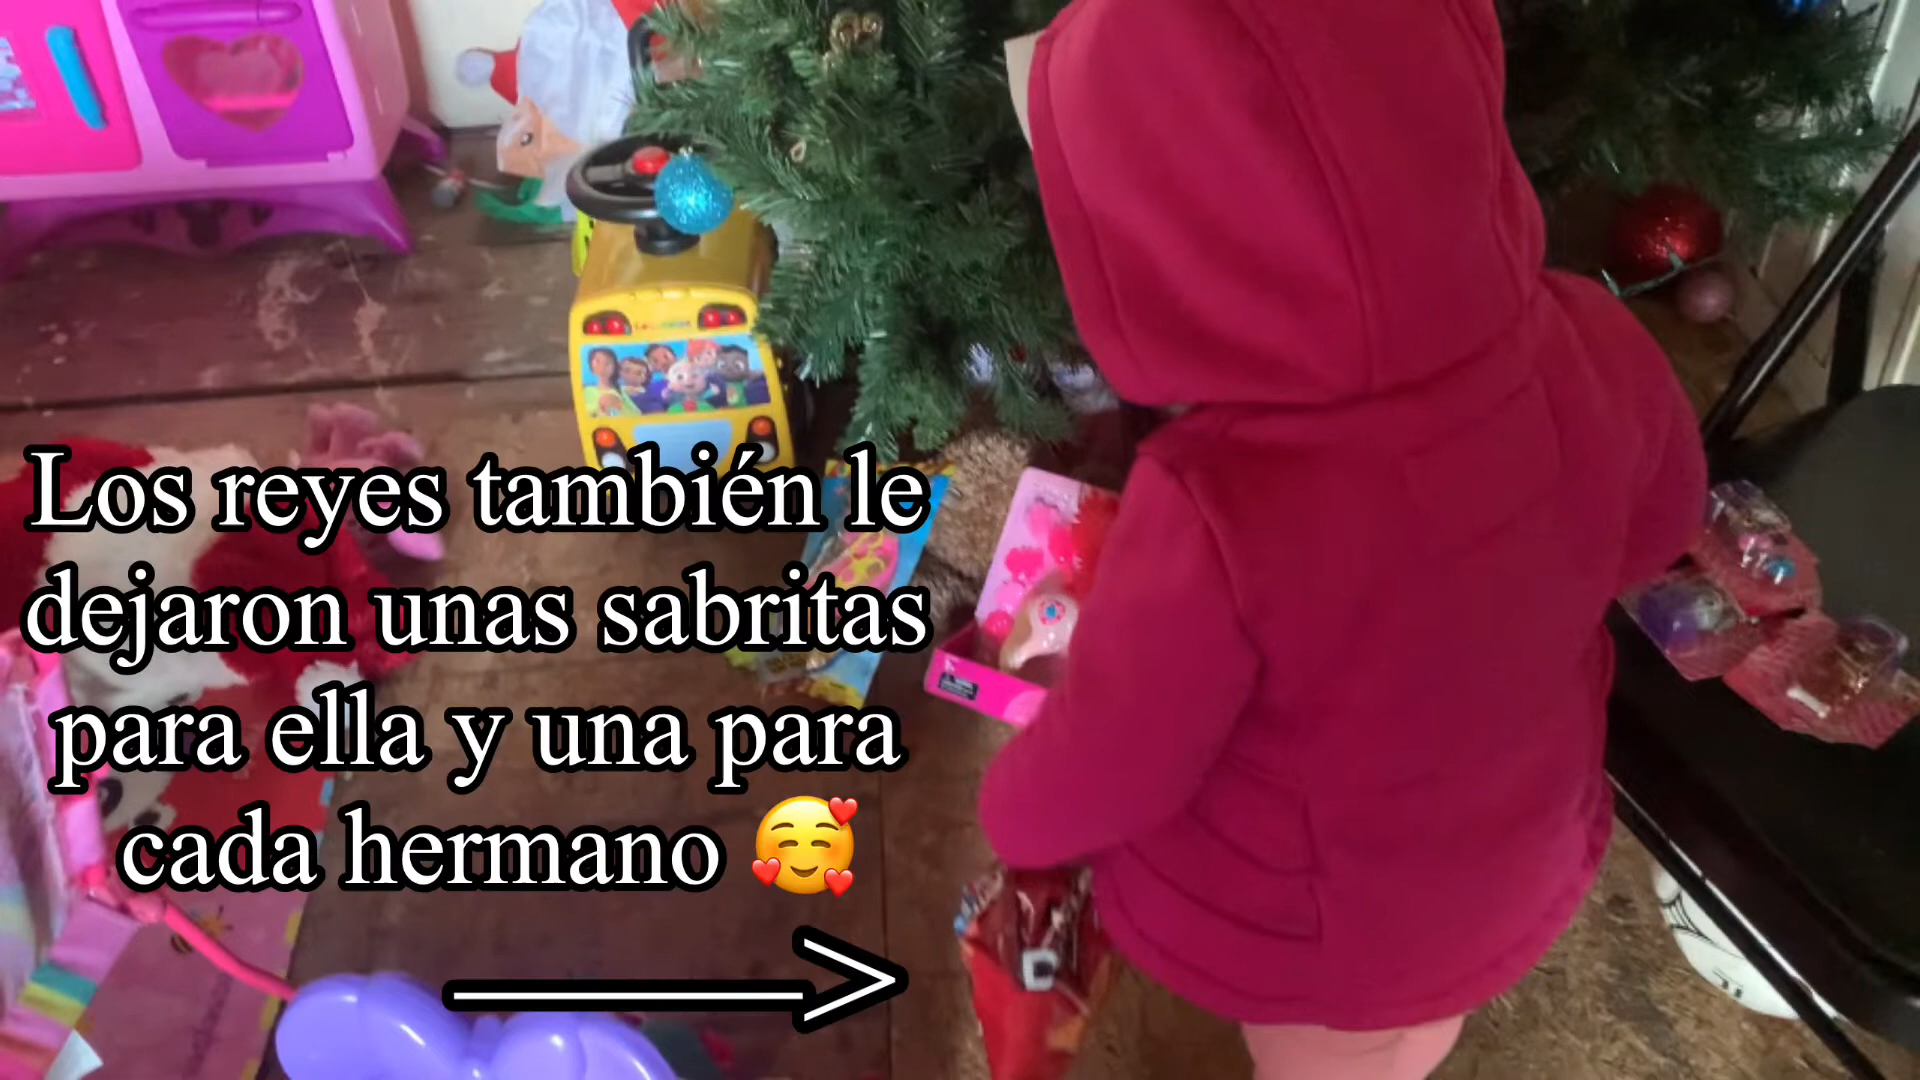 Los reyes también le
dejaron unas sabritas
para ella y una para
cada hermano 🥰